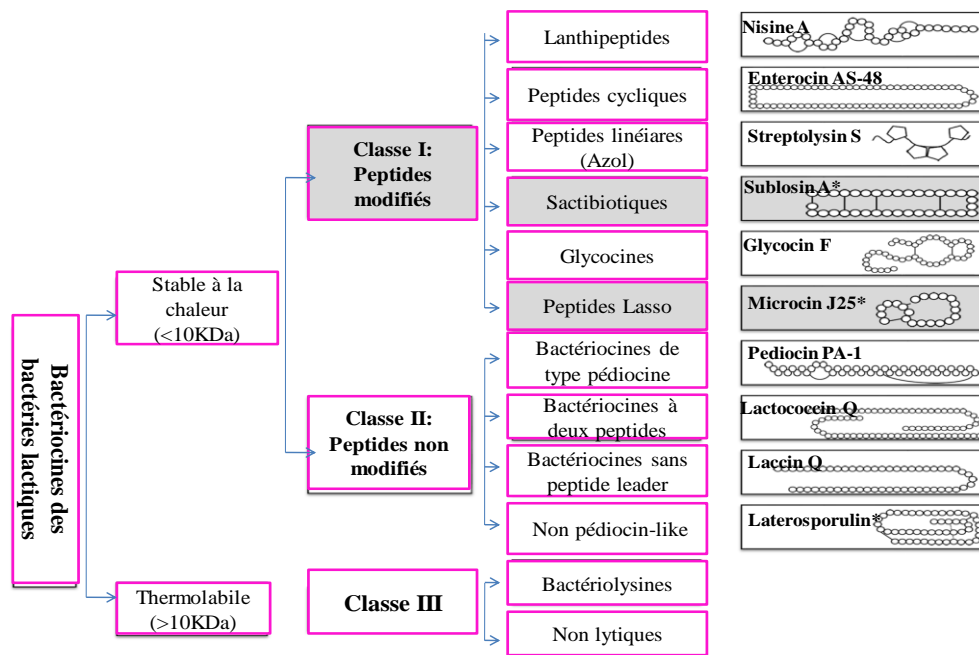 Bactériocines des
bactéries lactiques
Stable à la
chaleur
(<10KDa)
Thermolabile
(>10KDa)
Classe I:
Peptides
modifiés
Classe II:
Peptides non
modifiés
Classe III
Lanthipeptides
Peptides cycliques
Peptides linéiares
(Azol)
Sactibiotiques
Glycocines
Peptides Lasso
Bactériocines de
type pédiocine
Bactériocines à
deux peptides
Bactériocines sans
peptide leader
Non pédiocin-like
Bactériolysines
Non lytiques
Nisine A
Enterocin AS-48
Streptolysin S
Sublosin A*
Glycocin F
Microcin J25*
Pediocin PA-1
Lactococcin Q
Laccin Q
Laterosporulin*